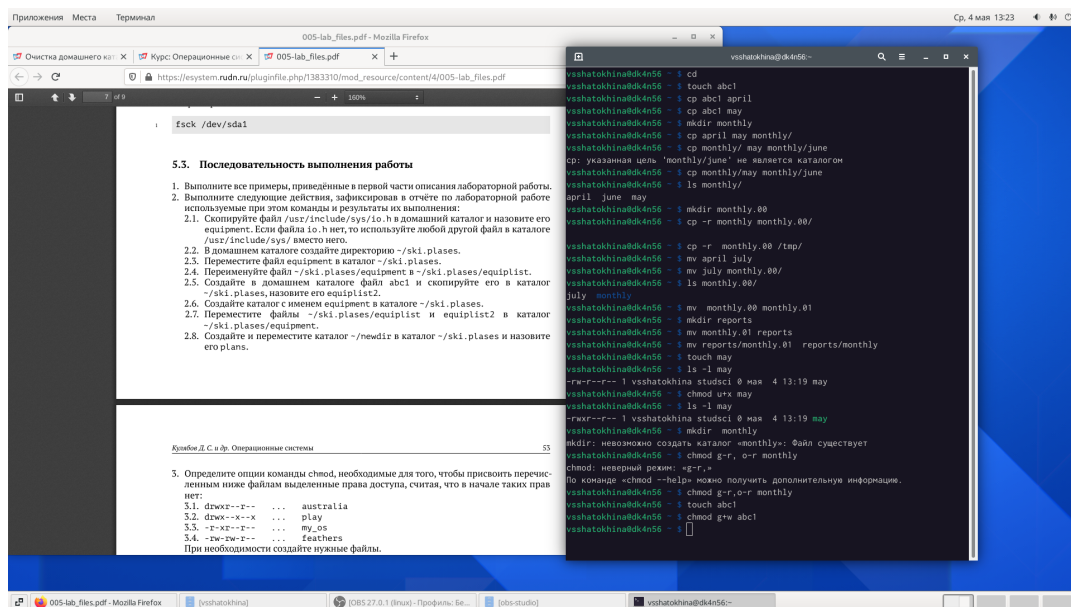 Приложения Места Терминал
Ср, 4 мая 13:23
005-lab_files.pdf - Mozilla Firefox
Очистка домашнего кат
Курс: Операционные си
005-lab_files.pdf
https://esystem.rudn.ru/pluginfile.php/1383310/mod_resource/content/4/005-lab_files.pdf
7 of 9
160%
1 fsck /dev/sda1
5.3. Последовательность выполнения работы
1. Выполните все примеры, приведённые в первой части описания лабораторной работы.
2. Выполните следующие действия, зафиксировав в отчёте по лабораторной работе
используемые при этом команды и результаты их выполнения:
2.1. Скопируйте файл /usr/include/sys/io.h в домашний каталог и назовите его
equipment. Если файла io.h нет, то используйте любой другой файл в каталоге
/usr/include/sys/ вместо него.
2.2. В домашнем каталоге создайте директорию ~/ski.plases.
2.3. Переместите файл equipment в каталог ~/ski.plases.
2.4. Переименуйте файл ~/ski.plases/equipment в ~/ski.plases/equiplist.
2.5. Создайте в домашнем каталоге файл abc1 и скопируйте его в каталог
~/ski.plases, назовите его equiplist2.
2.6. Создайте каталог с именем equipment в каталоге ~/ski.plases.
2.7. Переместите файлы ~/ski.plases/equiplist и equiplist2 в каталог
~/ski.plases/equipment.
2.8. Создайте и переместите каталог ~/newdir в каталог ~/ski.plases и назовите
его plans.
Кулябов Д. С. и др. Операционные системы 53
3. Определите опции команды chmod, необходимые для того, чтобы присвоить перечис-
ленным ниже файлам выделенные права доступа, считая, что в начале таких прав
нет:
3.1. drwxr--r-- ... australia
3.2. drwx--x--x ... play
3.3. -r-xr--r-- ... my_os
3.4. -rw-rw-r-- ... feathers
При необходимости создайте нужные файлы.
vsshatokhina@dk4n56:~
vsshatokhina@dk4n56 ~ $ cd
vsshatokhina@dk4n56 ~ $ touch abc1
vsshatokhina@dk4n56 ~ $ cp abc1 april
vsshatokhina@dk4n56 ~ $ cp abc1 may
vsshatokhina@dk4n56 ~ $ mkdir monthly
vsshatokhina@dk4n56 ~ $ cp april may monthly/
vsshatokhina@dk4n56 ~ $ cp monthly/ may monthly/june
cp: указанная цель 'monthly/june' не является каталогом
vsshatokhina@dk4n56 ~ $ cp monthly/may monthly/june
vsshatokhina@dk4n56 ~ $ ls monthly/
april june may
vsshatokhina@dk4n56 ~ $ mkdir monthly.00
vsshatokhina@dk4n56 ~ $ cp -r monthly monthly.00/
vsshatokhina@dk4n56 ~ $ cp -r  monthly.00 /tmp/
vsshatokhina@dk4n56 ~ $ mv april july
vsshatokhina@dk4n56 ~ $ mv july monthly.00/
vsshatokhina@dk4n56 ~ $ ls monthly.00/
july monthly
vsshatokhina@dk4n56 ~ $ mv  monthly.00 monthly.01
vsshatokhina@dk4n56 ~ $ mkdir reports
vsshatokhina@dk4n56 ~ $ mv monthly.01 reports
vsshatokhina@dk4n56 ~ $ mv reports/monthly.01  reports/monthly
vsshatokhina@dk4n56 ~ $ touch may
vsshatokhina@dk4n56 ~ $ ls -l may
-rw-r--r-- 1 vsshatokhina studsci 0 мая  4 13:19 may
vsshatokhina@dk4n56 ~ $ chmod u+x may
vsshatokhina@dk4n56 ~ $ ls -l may
-rwxr--r-- 1 vsshatokhina studsci 0 мая  4 13:19 may
vsshatokhina@dk4n56 ~ $ mkdir  monthly
mkdir: невозможно создать каталог «monthly»: Файл существует
vsshatokhina@dk4n56 ~ $ chmod g-r, o-r monthly
chmod: неверный режим: «g-r,»
По команде «chmod --help» можно получить дополнительную информацию.
vsshatokhina@dk4n56 ~ $ chmod g-r,o-r monthly
vsshatokhina@dk4n56 ~ $ touch abc1
vsshatokhina@dk4n56 ~ $ chmod g+w abc1
vsshatokhina@dk4n56 ~ $
005-lab_files.pdf - Mozilla Firefox
[vsshatokhina]
[OBS 27.0.1 (linux) - Профиль: Бе...
[obs-studio]
vsshatokhina@dk4n56:~